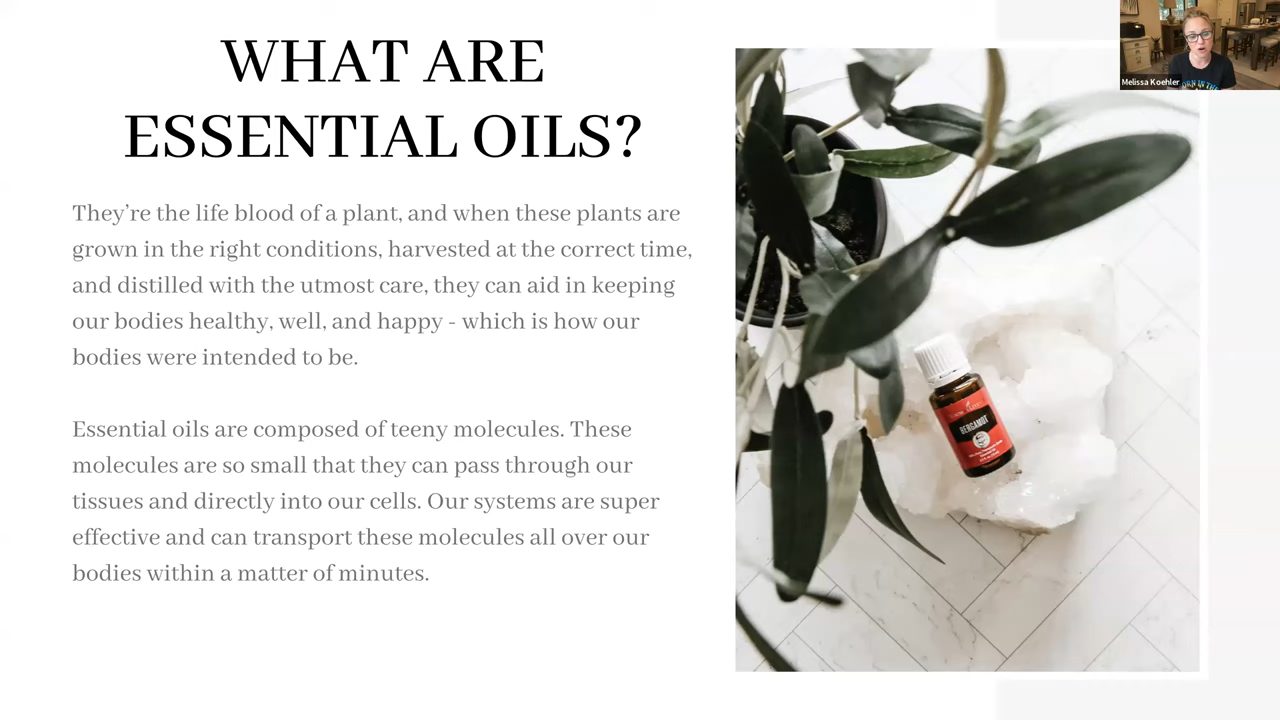 WHAT ARE
ESSENTIAL OILS?
They're the life blood of a plant, and when these plants are
grown in the right conditions, harvested at the correct time,
and distilled with the utmost care, they can aid in keeping
our bodies healthy, well, and happy - which is how our
bodies were intended to be.
Essential oils are composed of teeny molecules. These
molecules are so small that they can pass through our
tissues and directly into our cells. Our systems are super
effective and can transport these molecules all over our
bodies within a matter of minutes.
Melissa Koehler
BORN IN THE
YOUNG LIVING
BERGAMOT